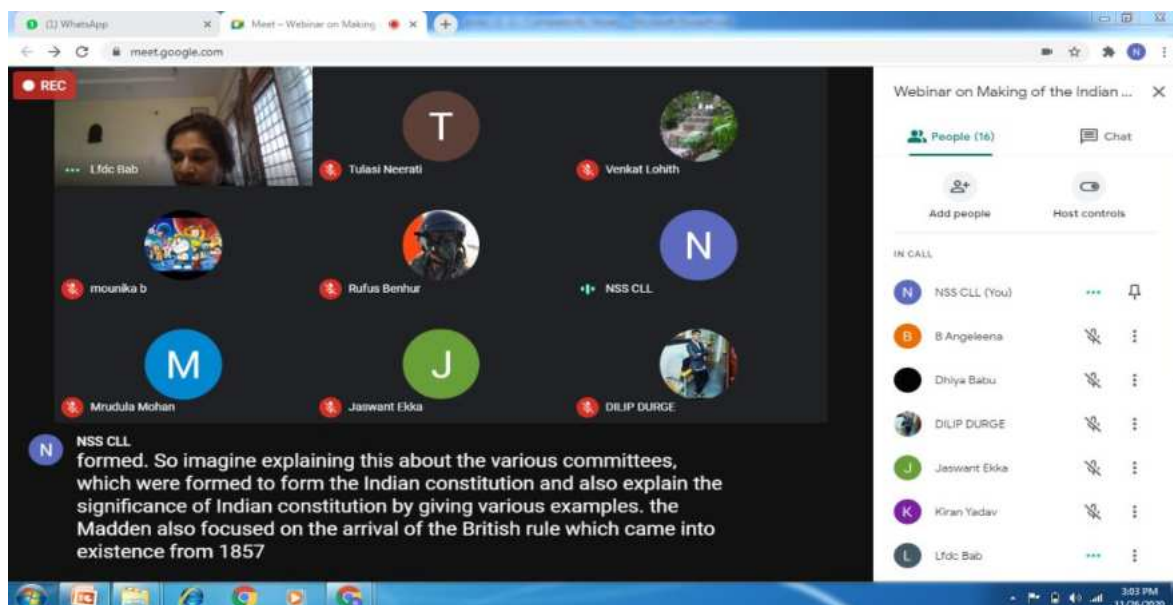 (1) WhatsApp
Meet – Webinar on Making
meet.google.com
REC
Lfdc Bab
T
Tulasi Neerati
Venkat Lohith
mounika b
Rufus Benhur
N
NSS CLL
M
Mrudula Mohan
J
Jaswant Ekka
DILIP DURGE
N
NSS CLL
formed. So imagine explaining this about the various committees,
which were formed to form the Indian constitution and also explain the
significance of Indian constitution by giving various examples. the
Madden also focused on the arrival of the British rule which came into
existence from 1857
N
Webinar on Making of the Indian ...
People (16)
Chat
Add people
Host controls
IN CALL
N NSS CLL (You)
B B Angeleena
Dhiya Babu
DILIP DURGE
J Jaswant Ekka
K Kiran Yadav
L Lfdc Bab
3:03 PM
11/26/2020